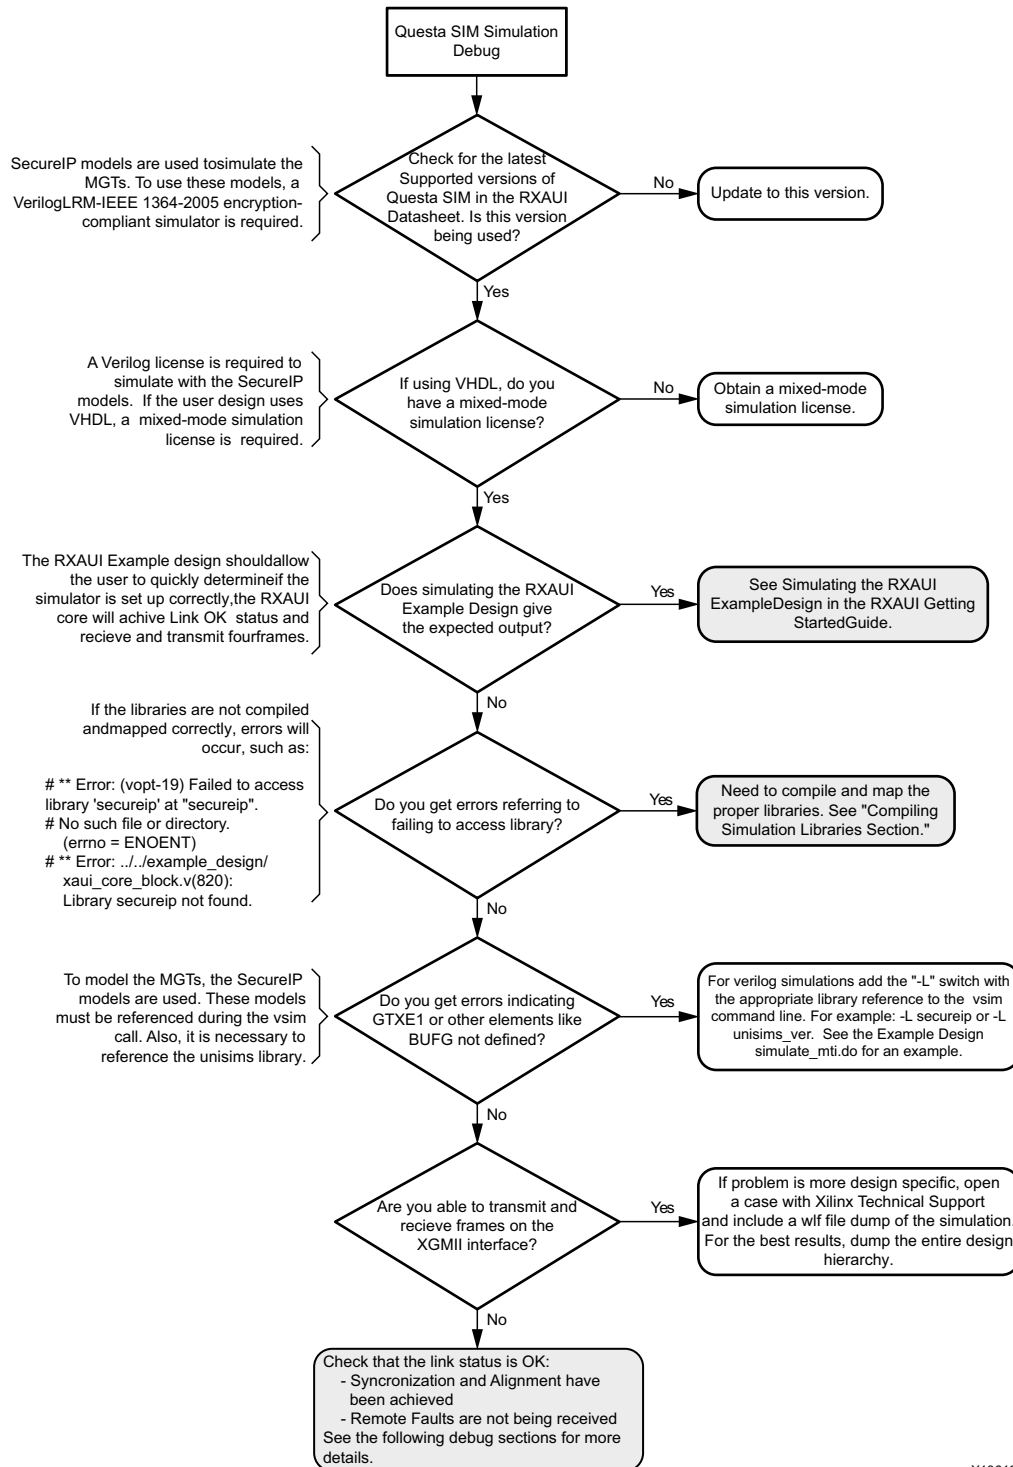 Questa SIM Simulation
Debug
SecureIP models are used tosimulate the
MGTs. To use these models, a
VerilogLRM-IEEE 1364-2005 encryption-
compliant simulator is required.
Check for the latest
Supported versions of
Questa SIM in the RXAUI
Datasheet. Is this version
being used?
No
Update to this version.
Yes
A Verilog license is required to
simulate with the SecureIP
models. If the user design uses
VHDL, a mixed-mode simulation
license is required.
If using VHDL, do you
have a mixed-mode
simulation license?
No
Obtain a mixed-mode
simulation license.
Yes
The RXAUI Example design shouldallow
the user to quickly determineif the
simulator is set up correctly,the RXAUI
core will achive Link OK status and
recieve and transmit fourframes.
Does simulating the RXAUI
Example Design give
the expected output?
Yes
See Simulating the RXAUI
ExampleDesign in the RXAUI Getting
StartedGuide.
No
If the libraries are not compiled
andmapped correctly, errors will
occur, such as:
# ** Error: (vopt-19) Failed to access
library 'secureip' at "secureip".
# No such file or directory.
(errno = ENOENT)
# ** Error: ../../example_design/
xaui_core_block.v(820):
Library secureip not found.
Do you get errors referring to
failing to access library?
Yes
Need to compile and map the
proper libraries. See "Compiling
Simulation Libraries Section."
No
To model the MGTs, the SecureIP
models are used. These models
must be referenced during the vsim
call. Also, it is necessary to
reference the unisims library.
Do you get errors indicating
GTXE1 or other elements like
BUFG not defined?
Yes
For verilog simulations add the "-L" switch with
the appropriate library reference to the vsim
command line. For example: -L secureip or -L
unisims_ver. See the Example Design
simulate_mti.do for an example.
No
Are you able to transmit and
recieve frames on the
XGMII interface?
Yes
If problem is more design specific, open
a case with Xilinx Technical Support
and include a wlf file dump of the simulation.
For the best results, dump the entire design
hierarchy.
No
Check that the link status is OK:
- Syncronization and Alignment have
been achieved
- Remote Faults are not being received
See the following debug sections for more
details.